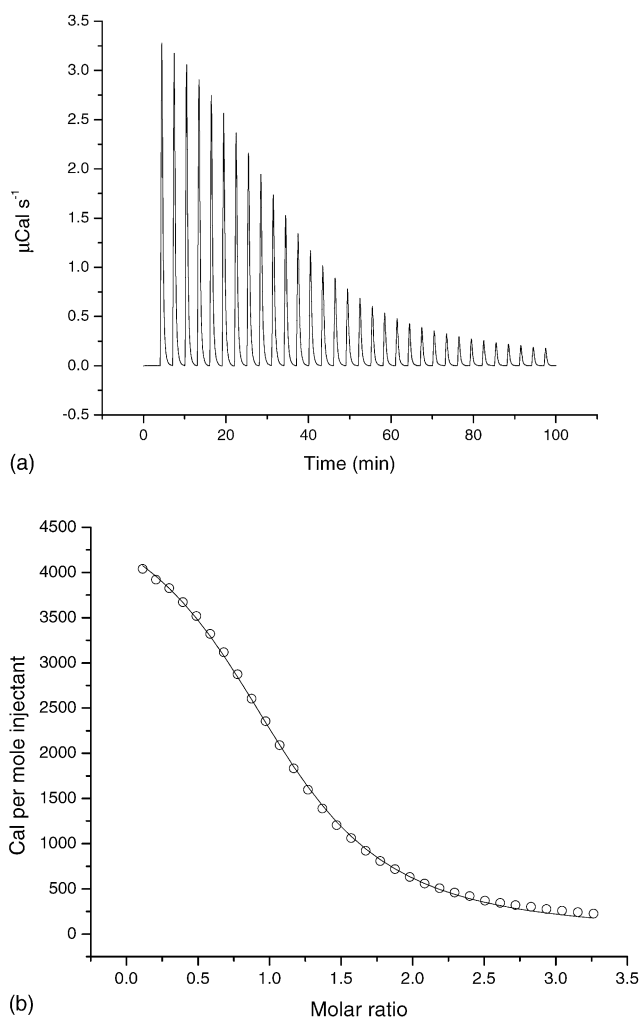 3.5
3.0
2.5
2.0
1.5
1.0
0.5
0.0
-0.5
μCal s⁻¹
0 20 40 60 80 100
Time (min)
(a)
4500
4000
3500
3000
2500
2000
1500
1000
500
0
Cal per mole injectant
0.0 0.5 1.0 1.5 2.0 2.5 3.0 3.5
Molar ratio
(b)